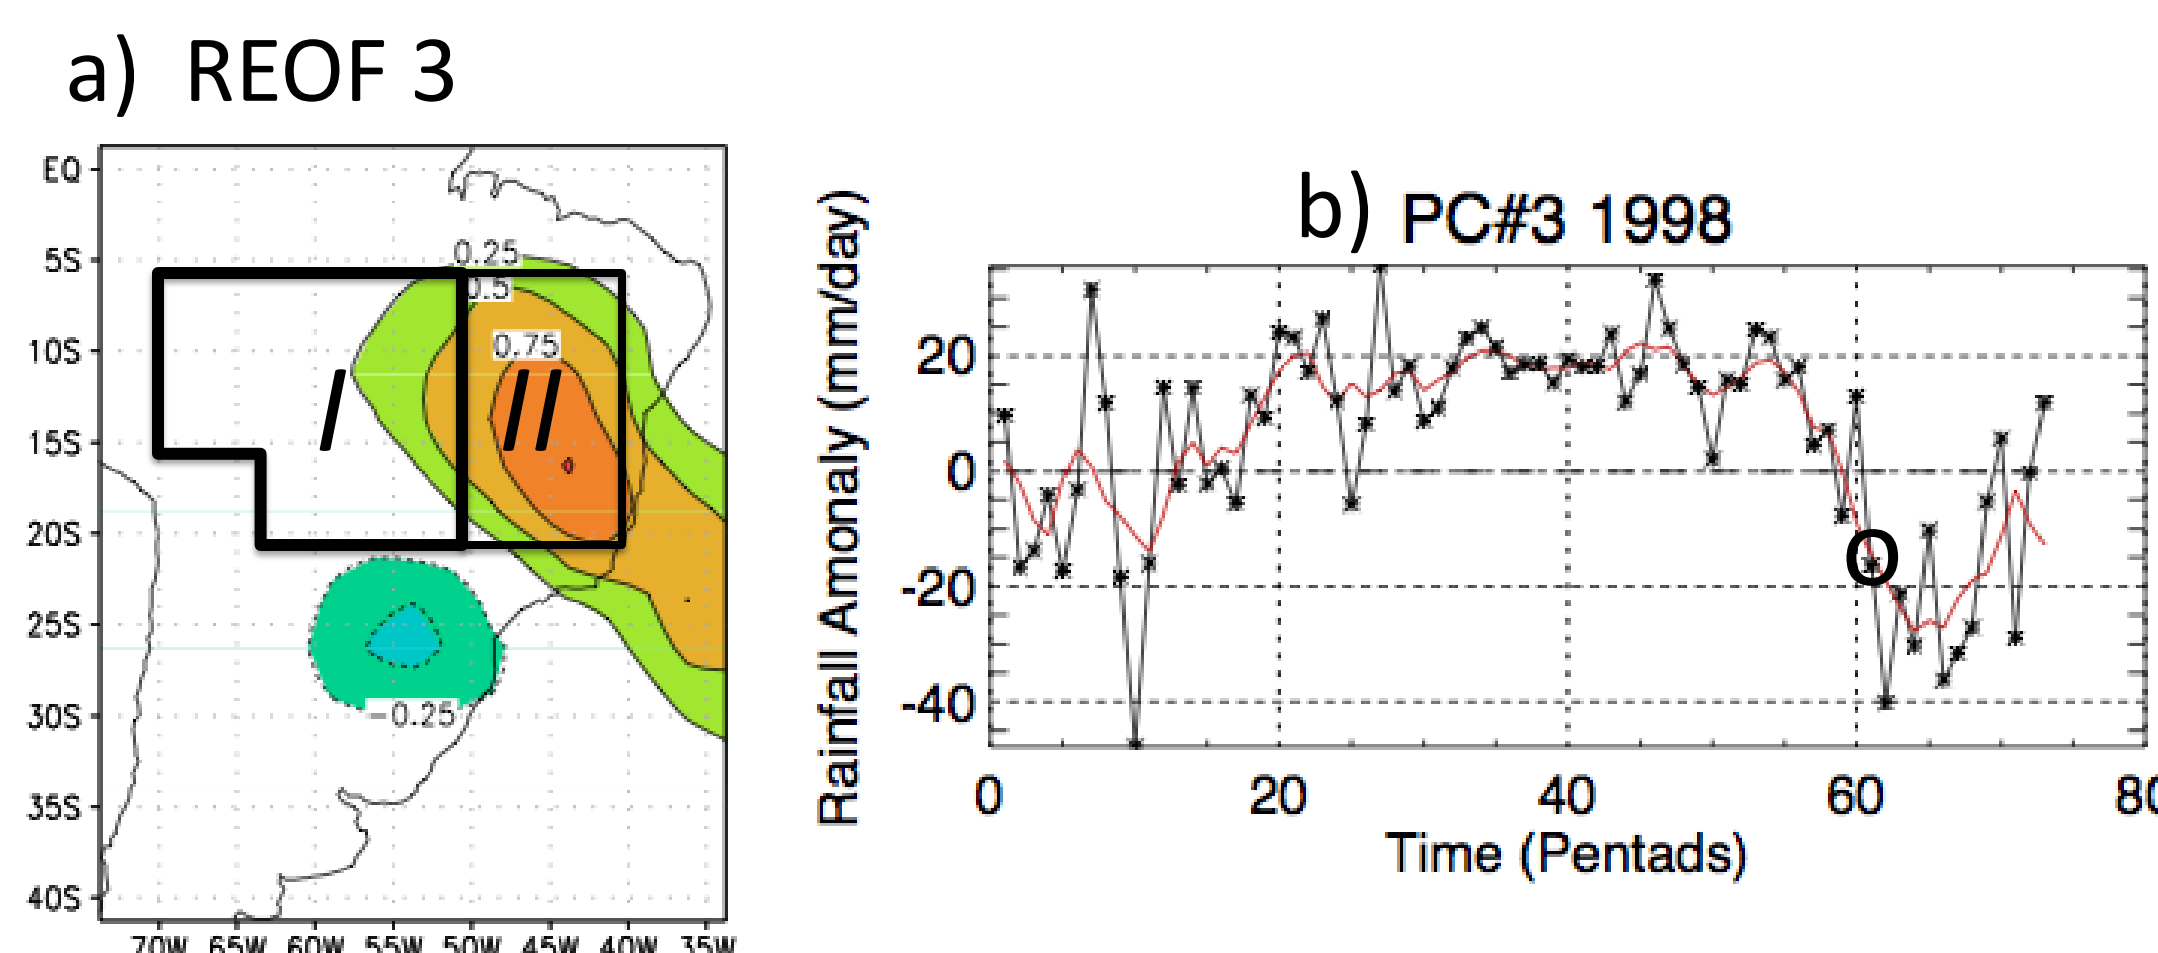 a) REOF 3
EQ
5S
10S
15S
20S
25S
30S
35S
40S
70W 65W 60W 55W 50W 45W 40W 35W
0.25
0.5
0.75
-0.25
I
II
b) PC#3 1998
Rainfall Amonaly (mm/day)
20
0
-20
-40
O
0 20 40 60 80
Time (Pentads)